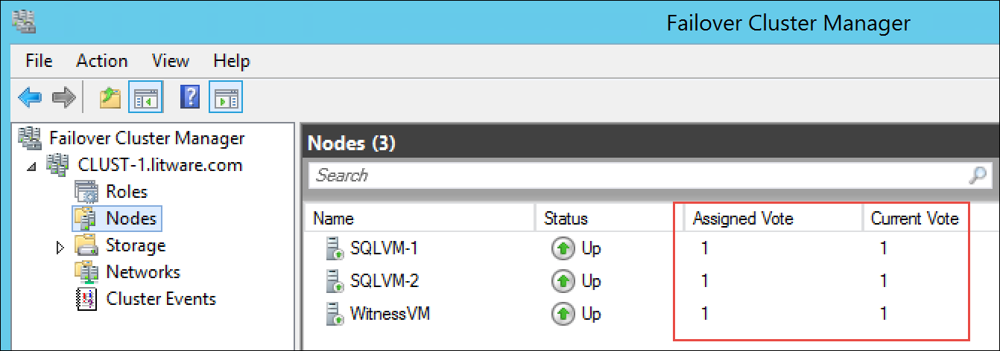 Failover Cluster Manager
File Action View Help
Failover Cluster Manager
CLUST-1.litware.com
Roles
Nodes
Storage
Networks
Cluster Events
Nodes (3)
Search
Name Status Assigned Vote Current Vote
SQLVM-1 Up 1 1
SQLVM-2 Up 1 1
WitnessVM Up 1 1